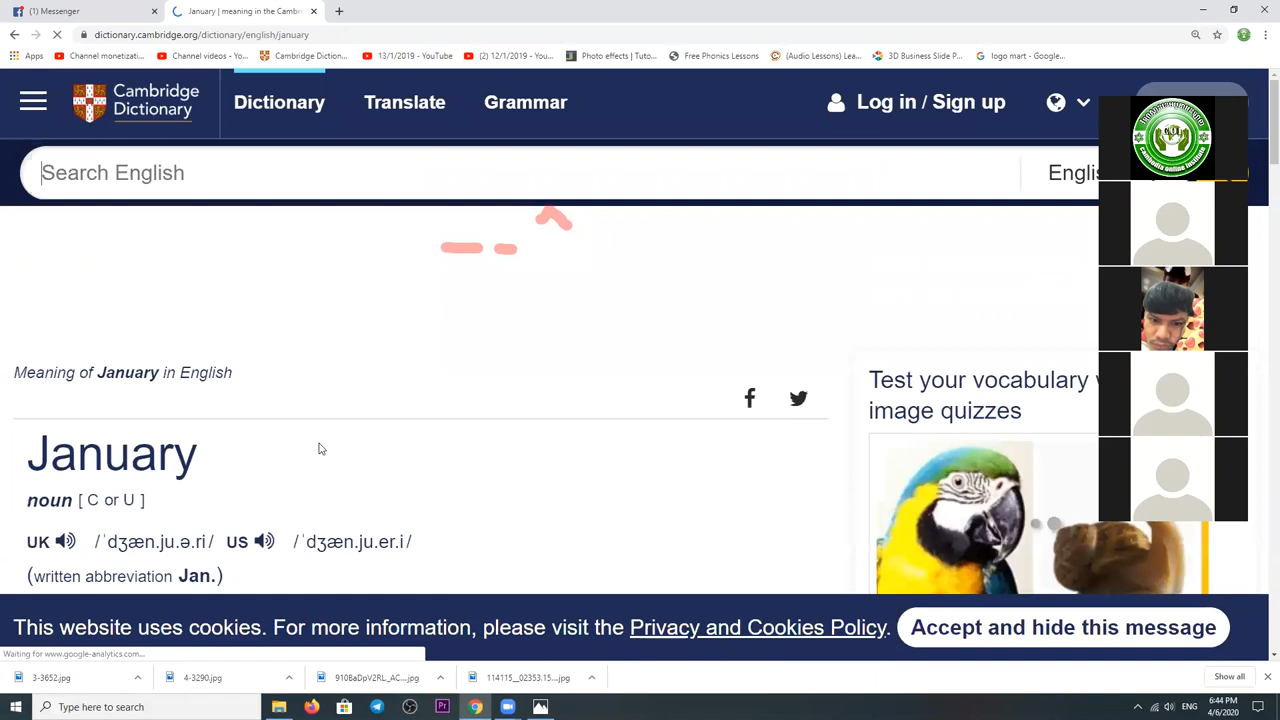 (1) Messenger
January | meaning in the Cambr
dictionary.cambridge.org/dictionary/english/january
Apps
Channel monetizati...
Channel videos - Yo...
Cambridge Diction...
13/1/2019 - YouTube
(2) 12/1/2019 - You...
Photo effects | Tuto...
Free Phonics Lessons
(Audio Lessons) Lea...
3D Business Slide P...
logo mart - Google...
Cambridge
Dictionary
Dictionary
Translate
Grammar
Log in / Sign up
Search English
Englis
Meaning of January in English
Test your vocabulary
image quizzes
January
noun [ C or U ]
UK /ˈdʒæn.ju.ə.ri/ US /ˈdʒæn.ju.er.i/
(written abbreviation Jan.)
This website uses cookies. For more information, please visit the Privacy and Cookies Policy.
Accept and hide this message
Waiting for www.google-analytics.com...
3-3652.jpg
4-3290.jpg
910BaDpV2RL_AC....jpg
114115__02353.15....jpg
Show all
Type here to search
Pr
ENG
6:44 PM
4/6/2020